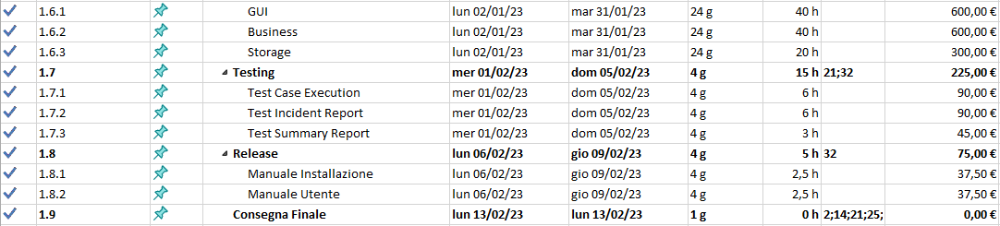 1.6.1 GUI lun 02/01/23 mar 31/01/23 24 g 40 h 600,00 €
1.6.2 Business lun 02/01/23 mar 31/01/23 24 g 40 h 600,00 €
1.6.3 Storage lun 02/01/23 mar 31/01/23 24 g 20 h 300,00 €
1.7 Testing mer 01/02/23 dom 05/02/23 4 g 15 h 21;32 225,00 €
1.7.1 Test Case Execution mer 01/02/23 dom 05/02/23 4 g 6 h 90,00 €
1.7.2 Test Incident Report mer 01/02/23 dom 05/02/23 4 g 6 h 90,00 €
1.7.3 Test Summary Report mer 01/02/23 dom 05/02/23 4 g 3 h 45,00 €
1.8 Release lun 06/02/23 gio 09/02/23 4 g 5 h 32 75,00 €
1.8.1 Manuale Installazione lun 06/02/23 gio 09/02/23 4 g 2,5 h 37,50 €
1.8.2 Manuale Utente lun 06/02/23 gio 09/02/23 4 g 2,5 h 37,50 €
1.9 Consegna Finale lun 13/02/23 lun 13/02/23 1 g 0 h 2;14;21;25; 0,00 €